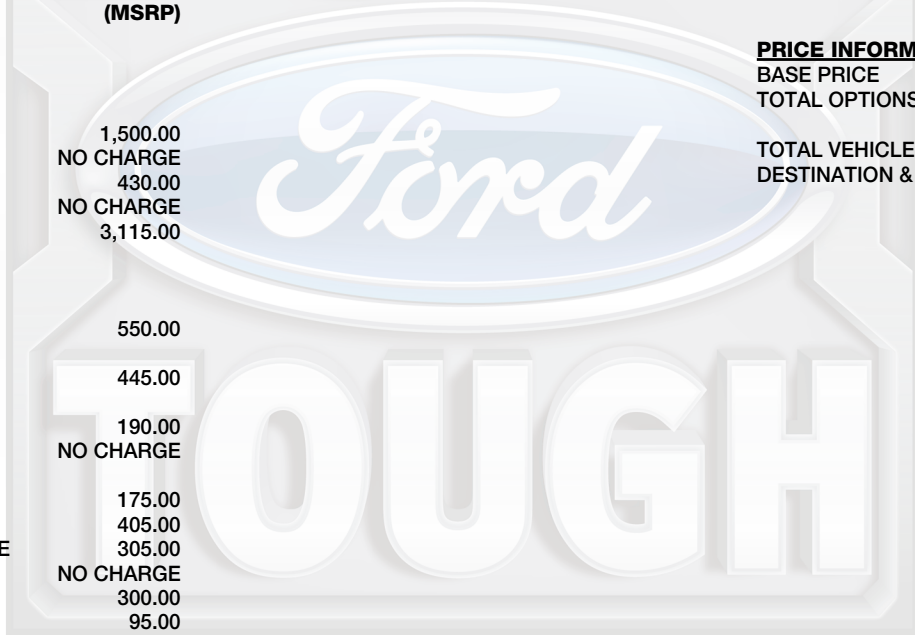 (MSRP)
1,500.00
NO CHARGE
430.00
NO CHARGE
3,115.00
550.00
445.00
190.00
NO CHARGE
175.00
405.00
E
305.00
NO CHARGE
300.00
95.00
PRICE INFORM
BASE PRICE
TOTAL OPTIONS
TOTAL VEHICLE
DESTINATION &
Ford
TOUGH